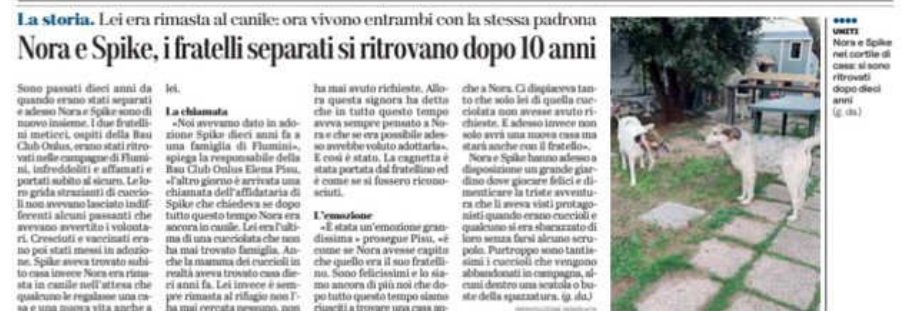 La storia. Lei era rimasta al canile: ora vivono entrambi con la stessa padrona
Nora e Spike, i fratelli separati si ritrovano dopo 10 anni
Sono passati dieci anni da
quando erano stati separati
e adesso Nora e Spike sono di
nuovo insieme. I due fratelli-
ni meticci, ospiti della Bau
Club Onlus, erano stati ritro-
vati nelle campagne di Flumi-
ni, infreddoliti e affamati e
portati subito al sicuro. Le lo-
ro grida strazianti di cuccio-
li non avevano lasciato indif-
ferenti alcuni passanti che
avevano avvertito i volonta-
ri. Cresciuti e vaccinati era-
no poi stati messi in adozio-
ne. Spike aveva trovato subi-
to casa invece Nora era rima-
sta in canile nell'attesa che
qualcuno le regalasse una ca-
sa e una nuova vita anche a
lei.
La chiamata
«Noi avevamo dato in ado-
zione Spike dieci anni fa a
una famiglia di Flumini»,
spiega la responsabile della
Bau Club Onlus Elena Pisu,
«l'altro giorno è arrivata una
chiamata dell'affidataria di
Spike che chiedeva se dopo
tutto questo tempo Nora era
ancora in canile. Lei era l'ulti-
ma di una cucciolata che non
ha mai trovato famiglia. An-
che la mamma dei cuccioli in
realtà aveva trovato casa die-
ci anni fa. Lei invece è sem-
pre rimasta al rifugio non l'-
ha mai cercata nessuno, non
ha mai avuto richieste. Allo-
ra questa signora ha detto
che in tutto questo tempo
aveva sempre pensato a No-
ra e che se era possibile ades-
so avrebbe voluto adottarla».
E così è stato. La cagnetta è
stata portata dal fratellino ed
è come se si fossero ricono-
sciuti.
L'emozione
«È stata un'emozione gran-
dissima » prosegue Pisu, «è
come se Nora avesse capito
che quello era il suo fratelli-
no. Sono felicissimi e lo sia-
mo ancora di più noi che do-
po tutto questo tempo siamo
riusciti a trovare una casa an-
che a Nora. Ci dispiaceva tan-
to che solo lei di quella cuc-
ciolata non avesse avuto ri-
chieste. E adesso invece non
solo avrà una nuova casa ma
starà anche con il fratello».
Nora e Spike hanno adesso a
disposizione un grande giar-
dino dove giocare felici e di-
menticare la triste avventu-
ra che li aveva visti protago-
nisti quando erano cuccioli e
qualcuno si era sbarazzato di
loro senza farsi alcuno scru-
polo. Purtroppo sono tantis-
simi i cuccioli che vengono
abbandonati in campagna, al-
cuni dentro una scatola o bu-
ste della spazzatura. (g. da.)
UNITI
Nora e Spike
nel cortile di
casa: si sono
ritrovati
dopo dieci
anni
(g. da.)